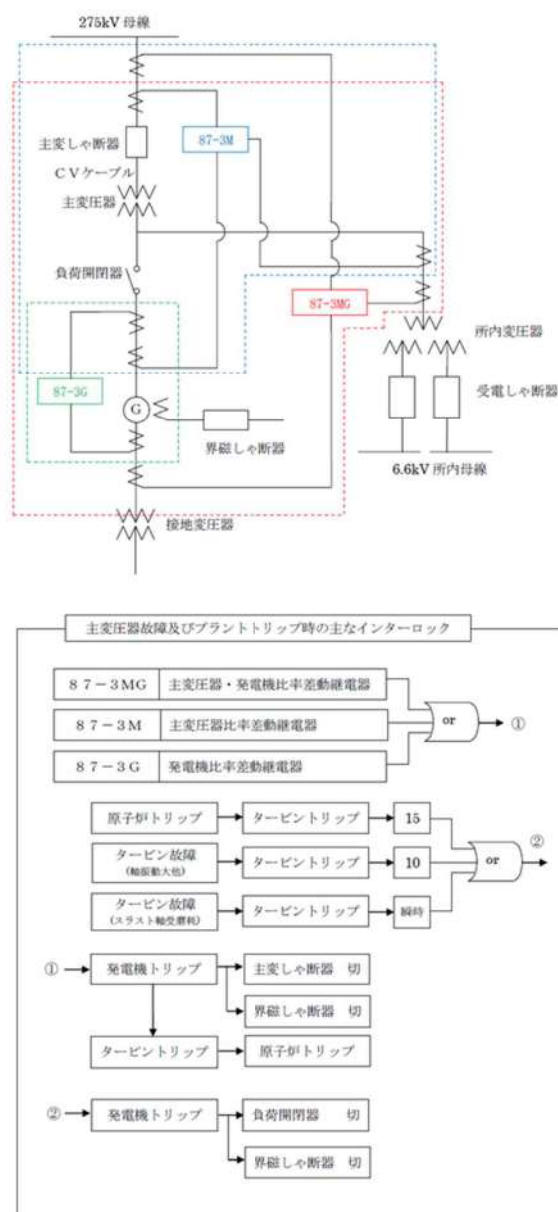 275kV 母線
主変しゃ断器
87-3M
CVケーブル
主変圧器
負荷開閉器
87-3MG
所内変圧器
87-3G
G
受電しゃ断器
界磁しゃ断器
6.6kV 所内母線
接地変圧器
主変圧器故障及びプラントトリップ時の主なインターロック
87-3MG 主変圧器・発電機比率差動継電器
or ①
87-3M 主変圧器比率差動継電器
87-3G 発電機比率差動継電器
原子炉トリップ タービントリップ 15
タービン故障 (軸振動大他) タービントリップ 10 or ②
タービン故障 (スラスト軸受磨耗) タービントリップ 瞬時
① 発電機トリップ 主変しゃ断器 切
界磁しゃ断器 切
タービントリップ 原子炉トリップ
② 発電機トリップ 負荷開閉器 切
界磁しゃ断器 切